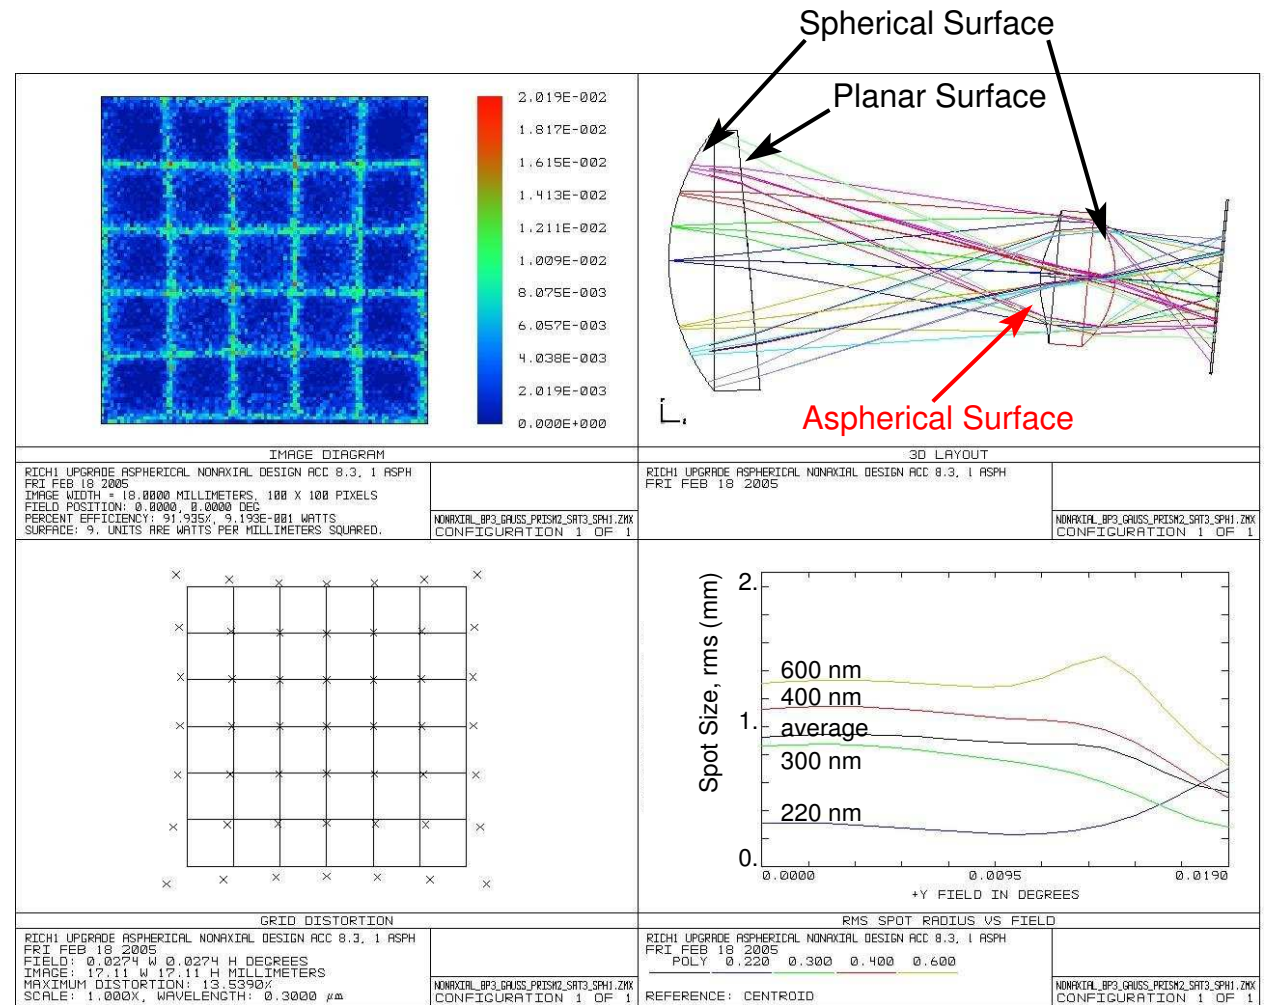 Spherical Surface
Planar Surface
Aspherical Surface
2.019E-002
1.817E-002
1.615E-002
1.413E-002
1.211E-002
1.009E-002
8.075E-003
6.057E-003
4.038E-003
2.019E-003
0.000E+000
IMAGE DIAGRAM
RICH1 UPGRADE ASPHERICAL NONAXIAL DESIGN ACC 8.3, 1 ASPH
FRI FEB 18 2005
IMAGE WIDTH = 18.0000 MILLIMETERS, 100 X 100 PIXELS
FIELD POSITION: 0.0000, 0.0000 DEG
PERCENT EFFICIENCY: 91.935%, 9.193E-001 WATTS
SURFACE: 9. UNITS ARE WATTS PER MILLIMETERS SQUARED.
NONAXIAL_BP3_GAUSS_PRISM2_SAT3_SPH1.ZMX
CONFIGURATION 1 OF 1
3D LAYOUT
RICH1 UPGRADE ASPHERICAL NONAXIAL DESIGN ACC 8.3, 1 ASPH
FRI FEB 18 2005
NONAXIAL_BP3_GAUSS_PRISM2_SAT3_SPH1.ZMX
CONFIGURATION 1 OF 1
GRID DISTORTION
RICH1 UPGRADE ASPHERICAL NONAXIAL DESIGN ACC 8.3, 1 ASPH
FRI FEB 18 2005
FIELD: 0.0274 W 0.0274 H DEGREES
IMAGE: 17.11 W 17.11 H MILLIMETERS
MAXIMUM DISTORTION: 13.5390%
SCALE: 1.000X, WAVELENGTH: 0.3000 μm
NONAXIAL_BP3_GAUSS_PRISM2_SAT3_SPH1.ZMX
CONFIGURATION 1 OF 1
Spot Size, rms (mm)
2.
1.
0.
600 nm
400 nm
average
300 nm
220 nm
0.0000 0.0095 0.0190
+Y FIELD IN DEGREES
RMS SPOT RADIUS VS FIELD
RICH1 UPGRADE ASPHERICAL NONAXIAL DESIGN ACC 8.3, 1 ASPH
FRI FEB 18 2005
POLY 0.220 0.300 0.400 0.600
REFERENCE: CENTROID
NONAXIAL_BP3_GAUSS_PRISM2_SAT3_SPH1.ZMX
CONFIGURATION 1 OF 1